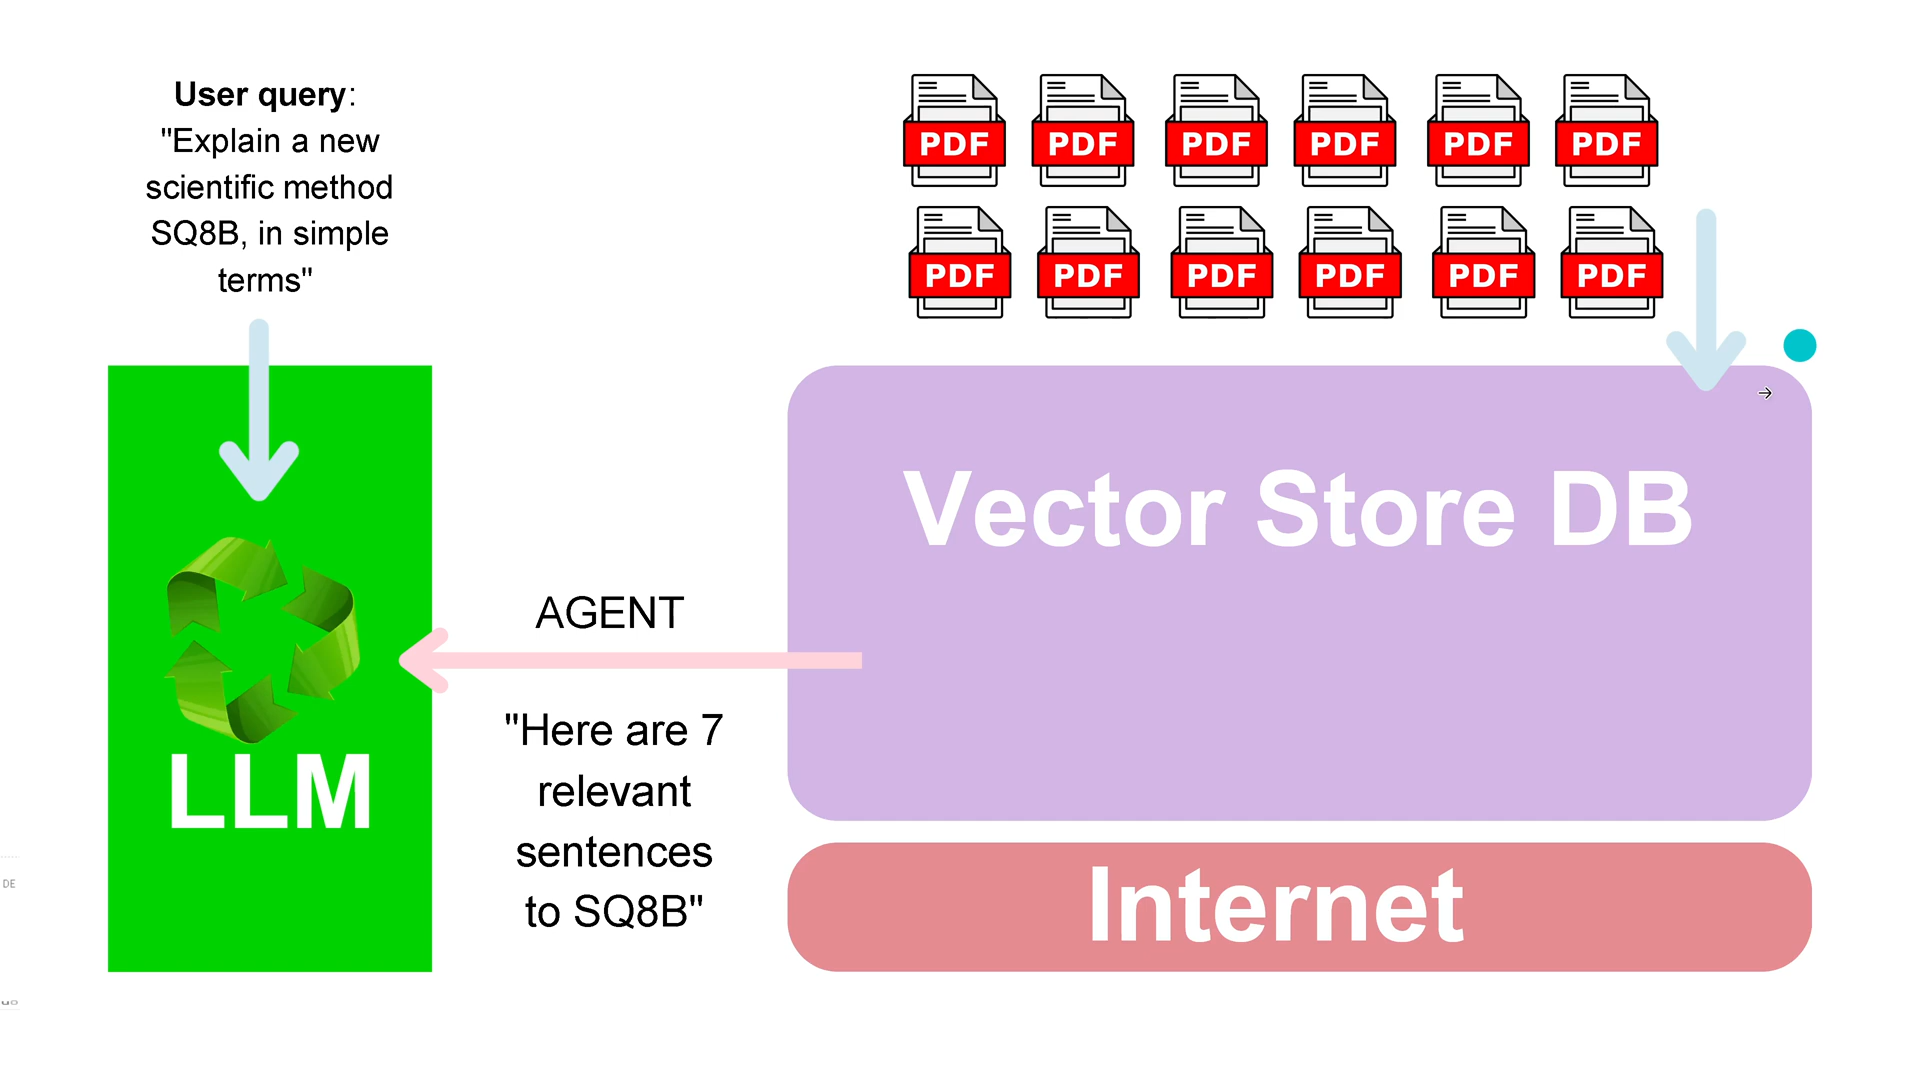 User query:
"Explain a new
scientific method
SQ8B, in simple
terms"
PDF PDF PDF PDF PDF PDF
PDF PDF PDF PDF PDF PDF
Vector Store DB
AGENT
"Here are 7
relevant
sentences
to SQ8B"
LLM
Internet
DE